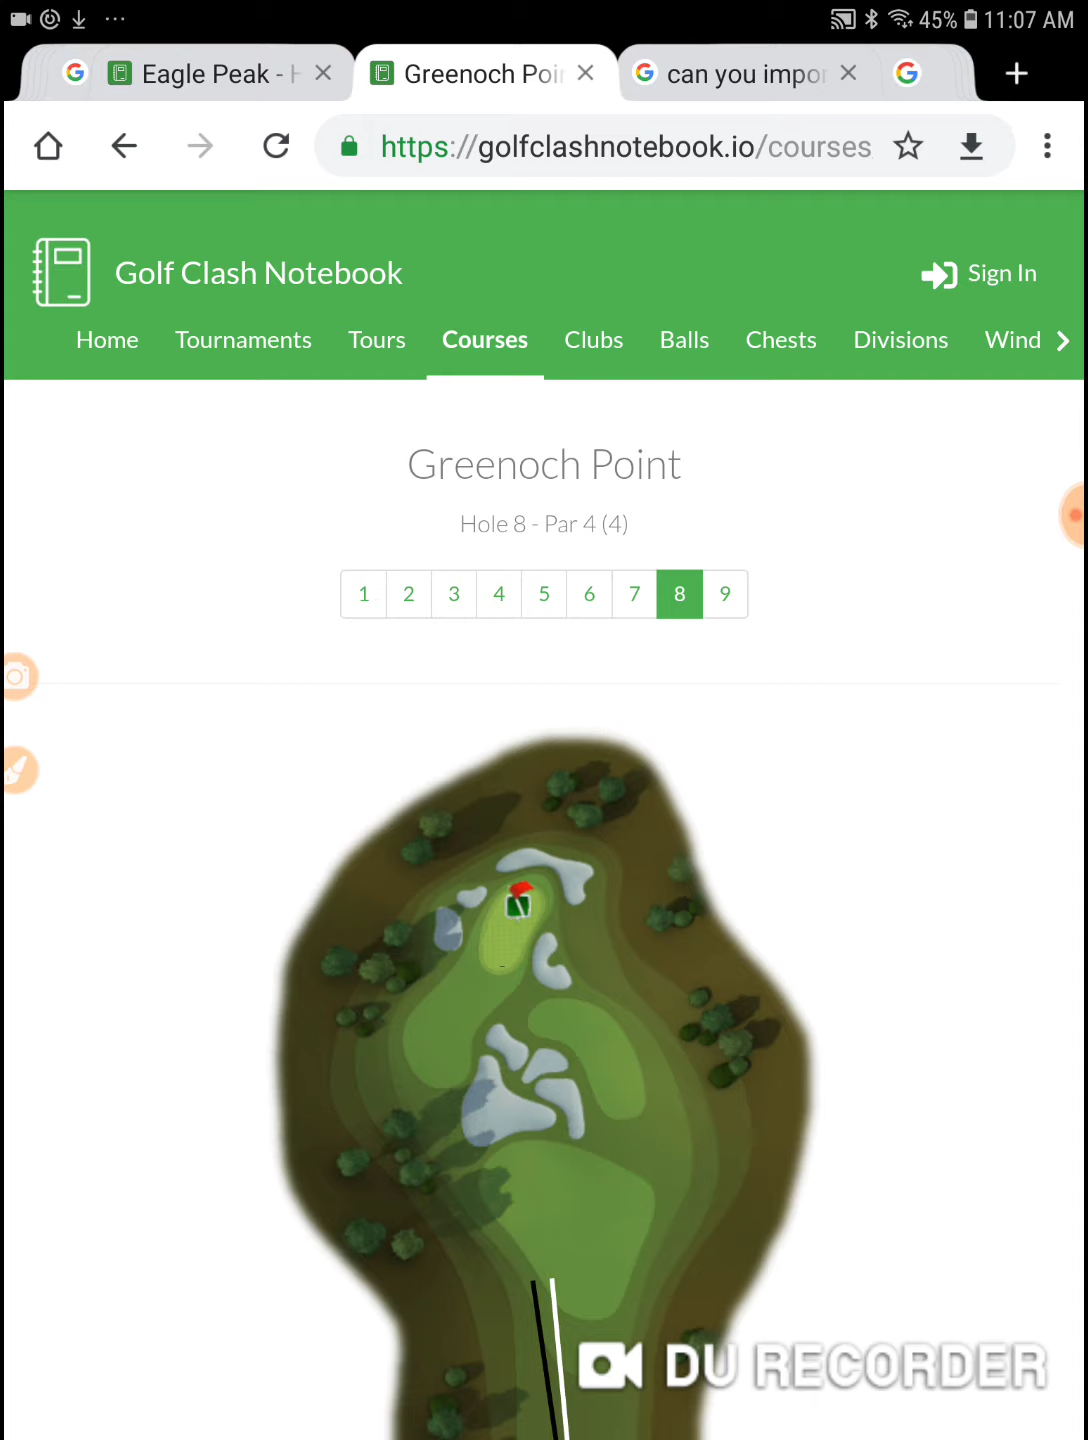 45% 11:07 AM
Eagle Peak - H
Greenoch Poin
can you impor
https://golfclashnotebook.io/courses
Golf Clash Notebook
Sign In
Home Tournaments Tours Courses Clubs Balls Chests Divisions Wind
Greenoch Point
Hole 8 - Par 4 (4)
1 2 3 4 5 6 7 8 9
DU RECORDER